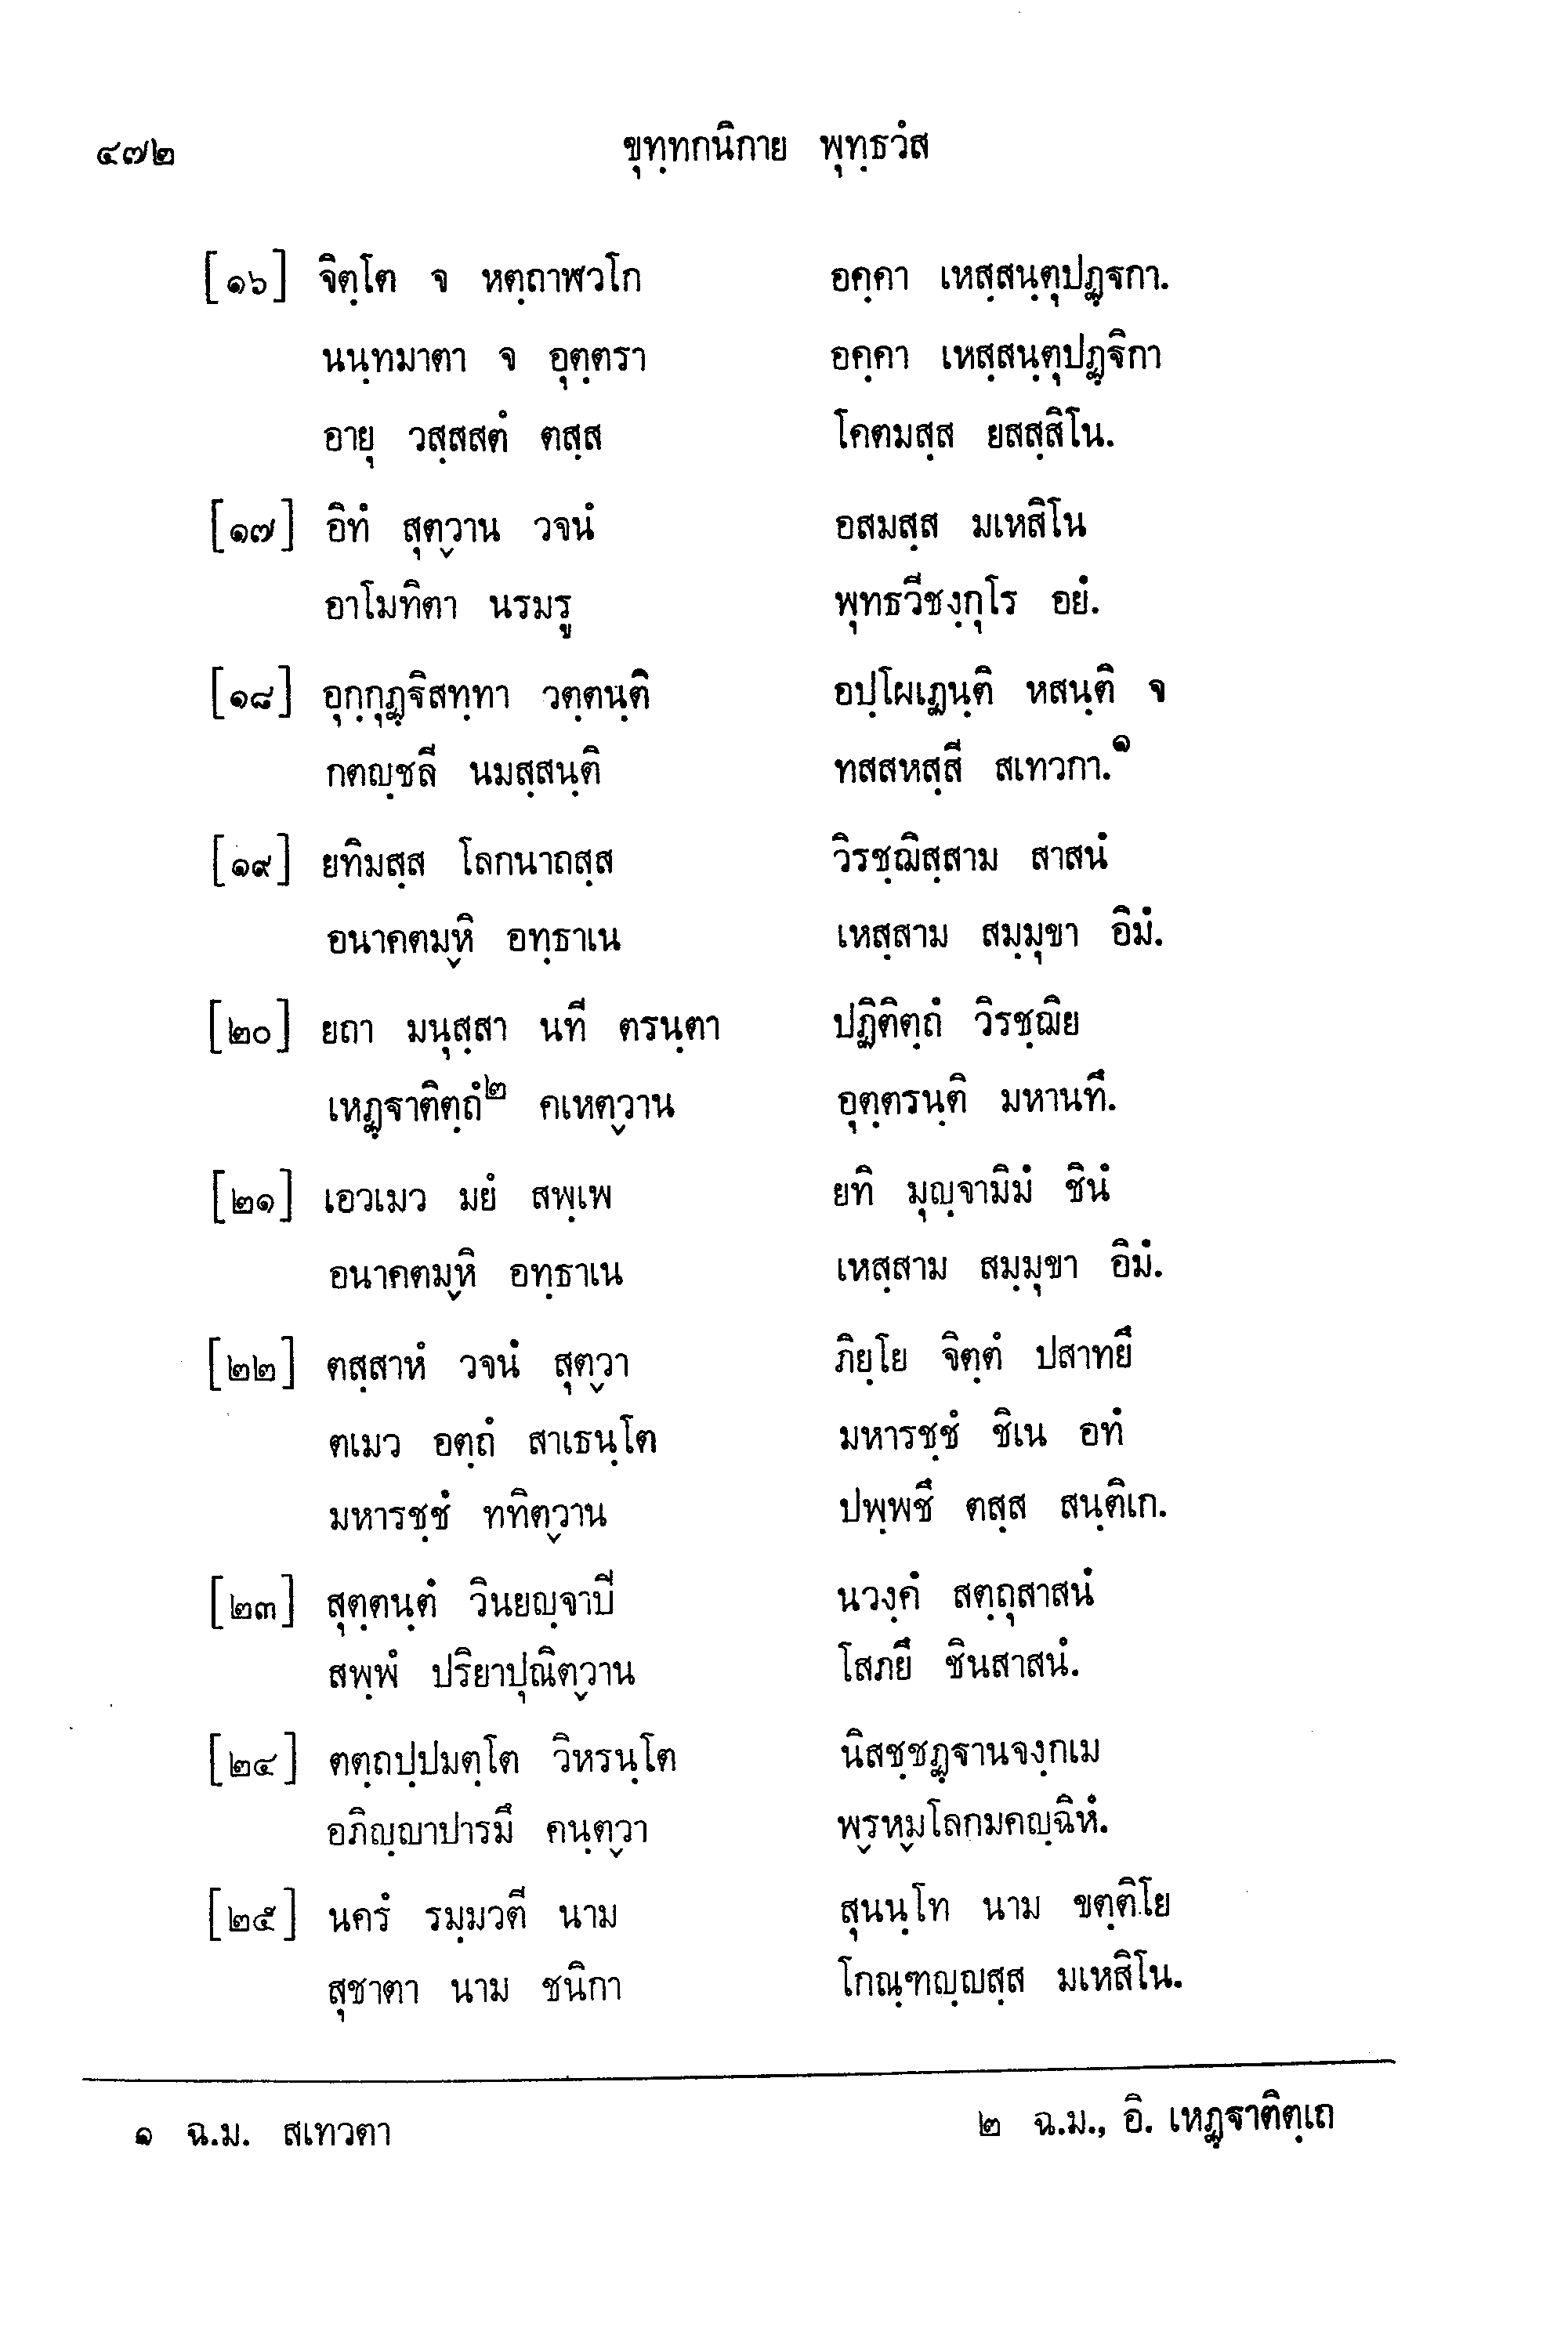 ๔๗๒ ขุทฺทกนิกาย พุทฺธวํส
[๑๖] จิตฺโต จ หตฺถาฬวโก อคฺคา เหสฺสนฺตุปฏฺฐกา.
นนฺทมาตา จ อุตฺตรา อคฺคา เหสฺสนฺตุปฏฺฐิกา
อายุ วสฺสสตํ ตสฺส โคตมสฺส ยสสฺสิโน.
[๑๗] อิทํ สุตฺวาน วจนํ อสมสฺส มเหสิโน
อาโมทิตา นรมรู พุทธวีชงฺกุโร อยํ.
[๑๘] อุกฺกุฏฺฐิสทฺทา วตฺตนฺติ อปฺโผเฏนฺติ หสนฺติ จ
กตญฺชลี นมสฺสนฺติ ทสสหสฺสี สเทวกา.๑
[๑๙] ยทิมสฺส โลกนาถสฺส วิรชฺฌิสฺสาม สาสนํ
อนาคตมฺหิ อทฺธาเน เหสฺสาม สมฺมุขา อิมํ.
[๒๐] ยถา มนุสฺสา นที ตรนฺตา ปฏิติตฺถํ วิรชฺฌิย
เหฏฺฐาติตฺถํ๒ คเหตฺวาน อุตฺตรนฺติ มหานทึ.
[๒๑] เอวเมว มยํ สพฺเพ ยทิ มุญฺจามิมํ ชินํ
อนาคตมฺหิ อทฺธาเน เหสฺสาม สมฺมุขา อิมํ.
[๒๒] ตสฺสาหํ วจนํ สุตฺวา ภิยฺโย จิตฺตํ ปสาทยึ
ตเมว อตฺถํ สาเธนฺโต มหารชฺชํ ชิเน อทํ
มหารชฺชํ ททิตฺวาน ปพฺพชึ ตสฺส สนฺติเก.
[๒๓] สุตฺตนฺตํ วินยญฺจาปิ นวงฺคํ สตฺถุสาสนํ
สพฺพํ ปริยาปุณิตฺวาน โสภยึ ชินสาสนํ.
[๒๔] ตตฺถปฺปมตฺโต วิหรนฺโต นิสชฺชฏฺฐานจงฺกเม
อภิญฺญาปารมึ คนฺตฺวา พฺรหฺมโลกมคญฺฉิหํ.
[๒๕] นครํ รมฺมวตี นาม สุนนฺโท นาม ขตฺติโย
สุชาตา นาม ชนิกา โกณฺฑญฺญสฺส มเหสิโน.
๑ ฉ.ม. สเทวตา ๒ ฉ.ม., อิ. เหฏฺฐาติตฺเถ